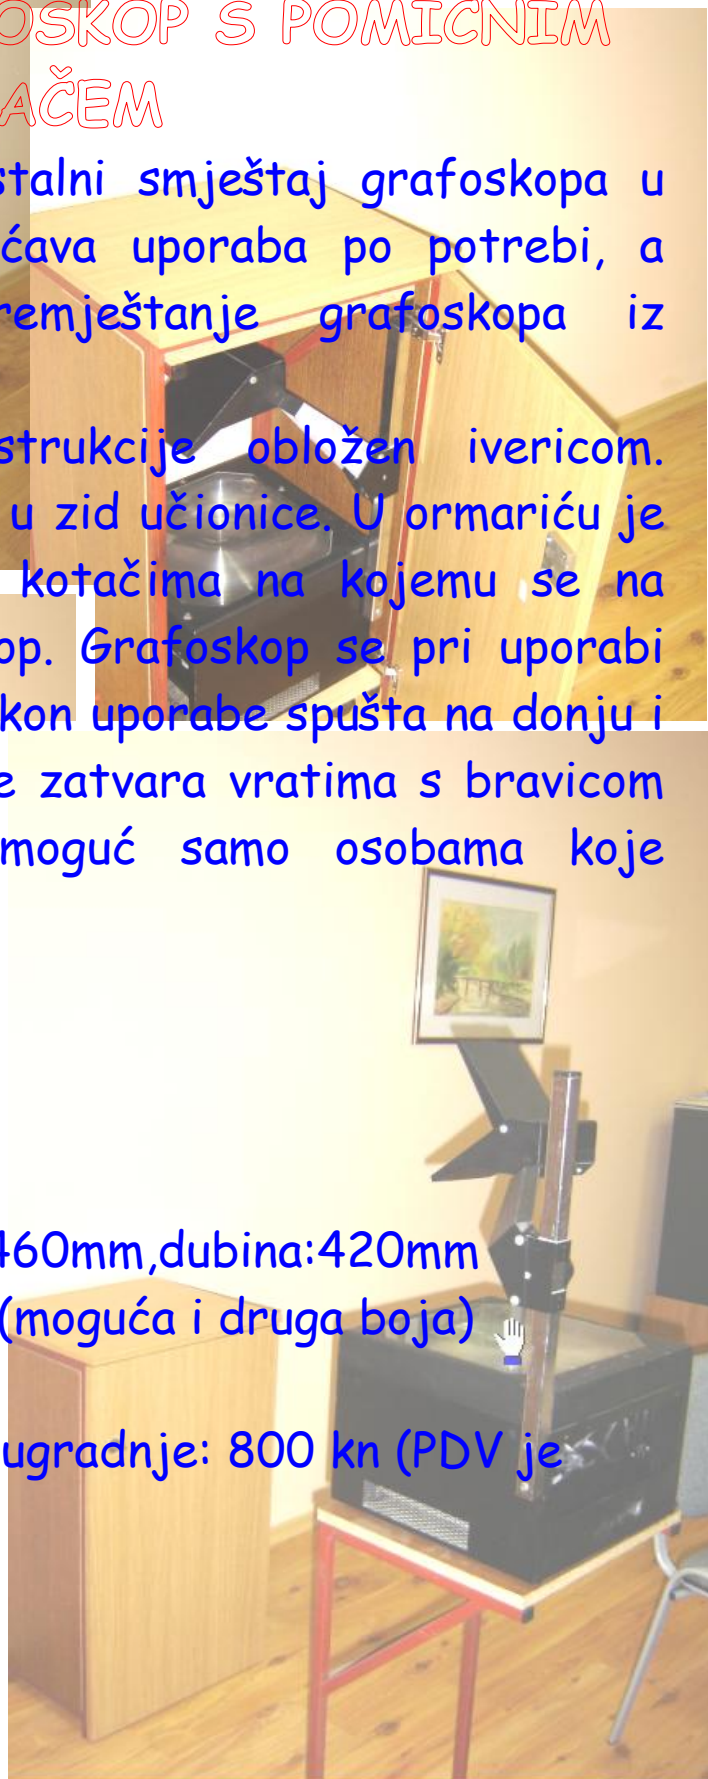 OSKOP S POMIČNIM
AČEM
stalni smještaj grafoskopa u
ćava uporaba po potrebi, a
remještanje grafoskopa iz
strukcije obložen ivericom.
u zid učionice. U ormariću je
kotačima na kojemu se na
op. Grafoskop se pri uporabi
kon uporabe spušta na donju i
e zatvara vratima s bravicom
moguć samo osobama koje
460mm,dubina:420mm
(moguća i druga boja)
ugradnje: 800 kn (PDV je